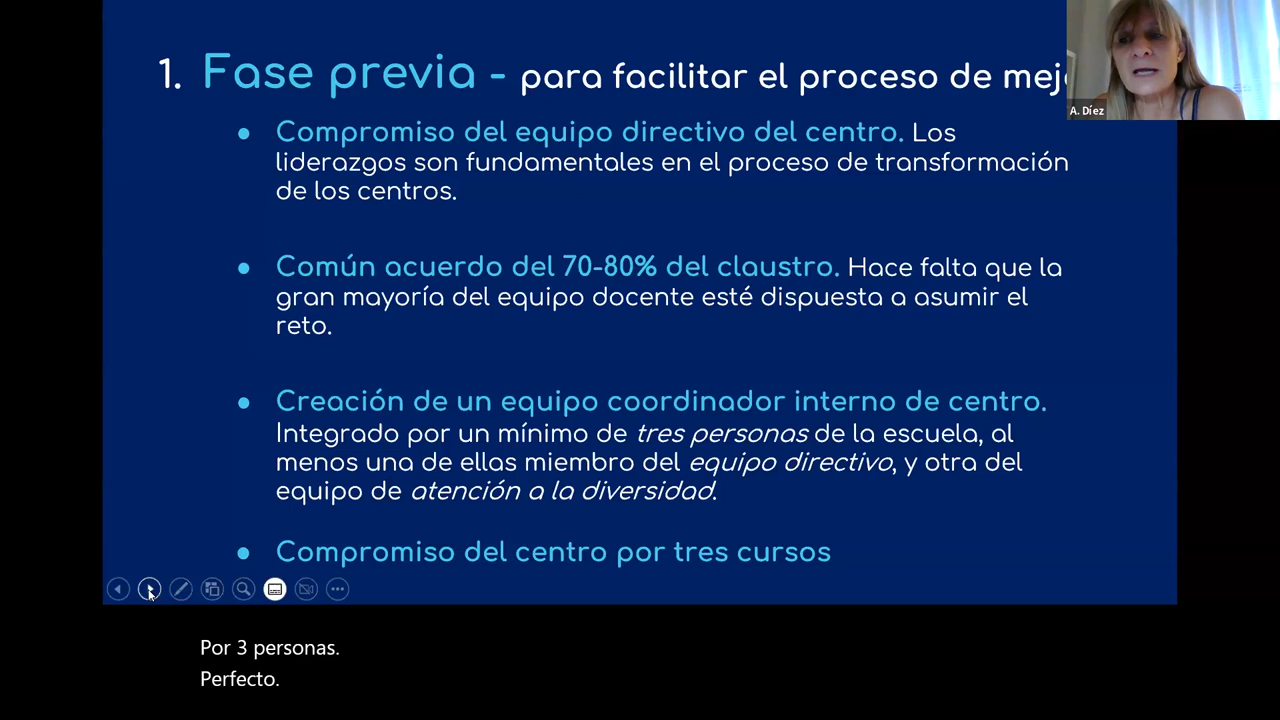 1. Fase previa - para facilitar el proceso de mej
A. Díez
• Compromiso del equipo directivo del centro. Los
liderazgos son fundamentales en el proceso de transformación
de los centros.
• Común acuerdo del 70-80% del claustro. Hace falta que la
gran mayoría del equipo docente esté dispuesta a asumir el
reto.
• Creación de un equipo coordinador interno de centro.
Integrado por un mínimo de tres personas de la escuela, al
menos una de ellas miembro del equipo directivo, y otra del
equipo de atención a la diversidad.
• Compromiso del centro por tres cursos
Por 3 personas.
Perfecto.